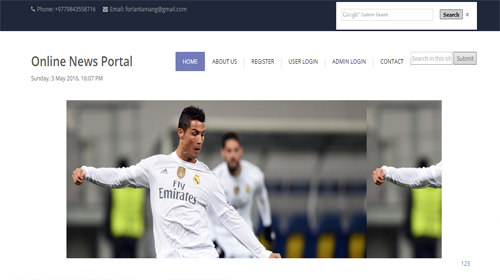 Phone: +9779843558716 Email: forlantamang@gmail.com
Google Custom Search Search x
Online News Portal
HOME ABOUT US REGISTER USER LOGIN ADMIN LOGIN CONTACT
Search in this sit Submit
Sunday, 3 May 2016, 16:07 PM
Fly
Emirates
123